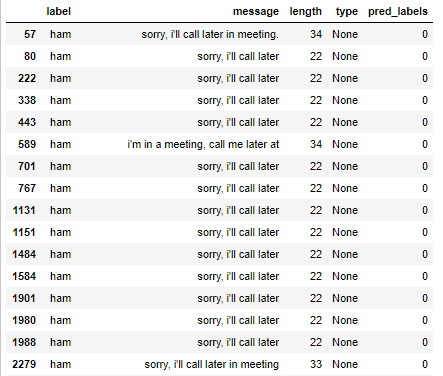 label message length type pred_labels
57 ham sorry, i'll call later in meeting. 34 None 0
80 ham sorry, i'll call later 22 None 0
222 ham sorry, i'll call later 22 None 0
338 ham sorry, i'll call later 22 None 0
443 ham sorry, i'll call later 22 None 0
589 ham i'm in a meeting, call me later at 34 None 0
701 ham sorry, i'll call later 22 None 0
767 ham sorry, i'll call later 22 None 0
1131 ham sorry, i'll call later 22 None 0
1151 ham sorry, i'll call later 22 None 0
1484 ham sorry, i'll call later 22 None 0
1584 ham sorry, i'll call later 22 None 0
1901 ham sorry, i'll call later 22 None 0
1980 ham sorry, i'll call later 22 None 0
1988 ham sorry, i'll call later 22 None 0
2279 ham sorry, i'll call later in meeting 33 None 0